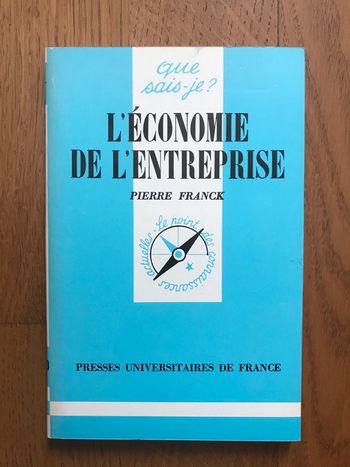 que
sais-je?
L'ÉCONOMIE
DE L'ENTREPRISE
PIERRE FRANCK
Le point des connaissances actuelles
PRESSES UNIVERSITAIRES DE FRANCE